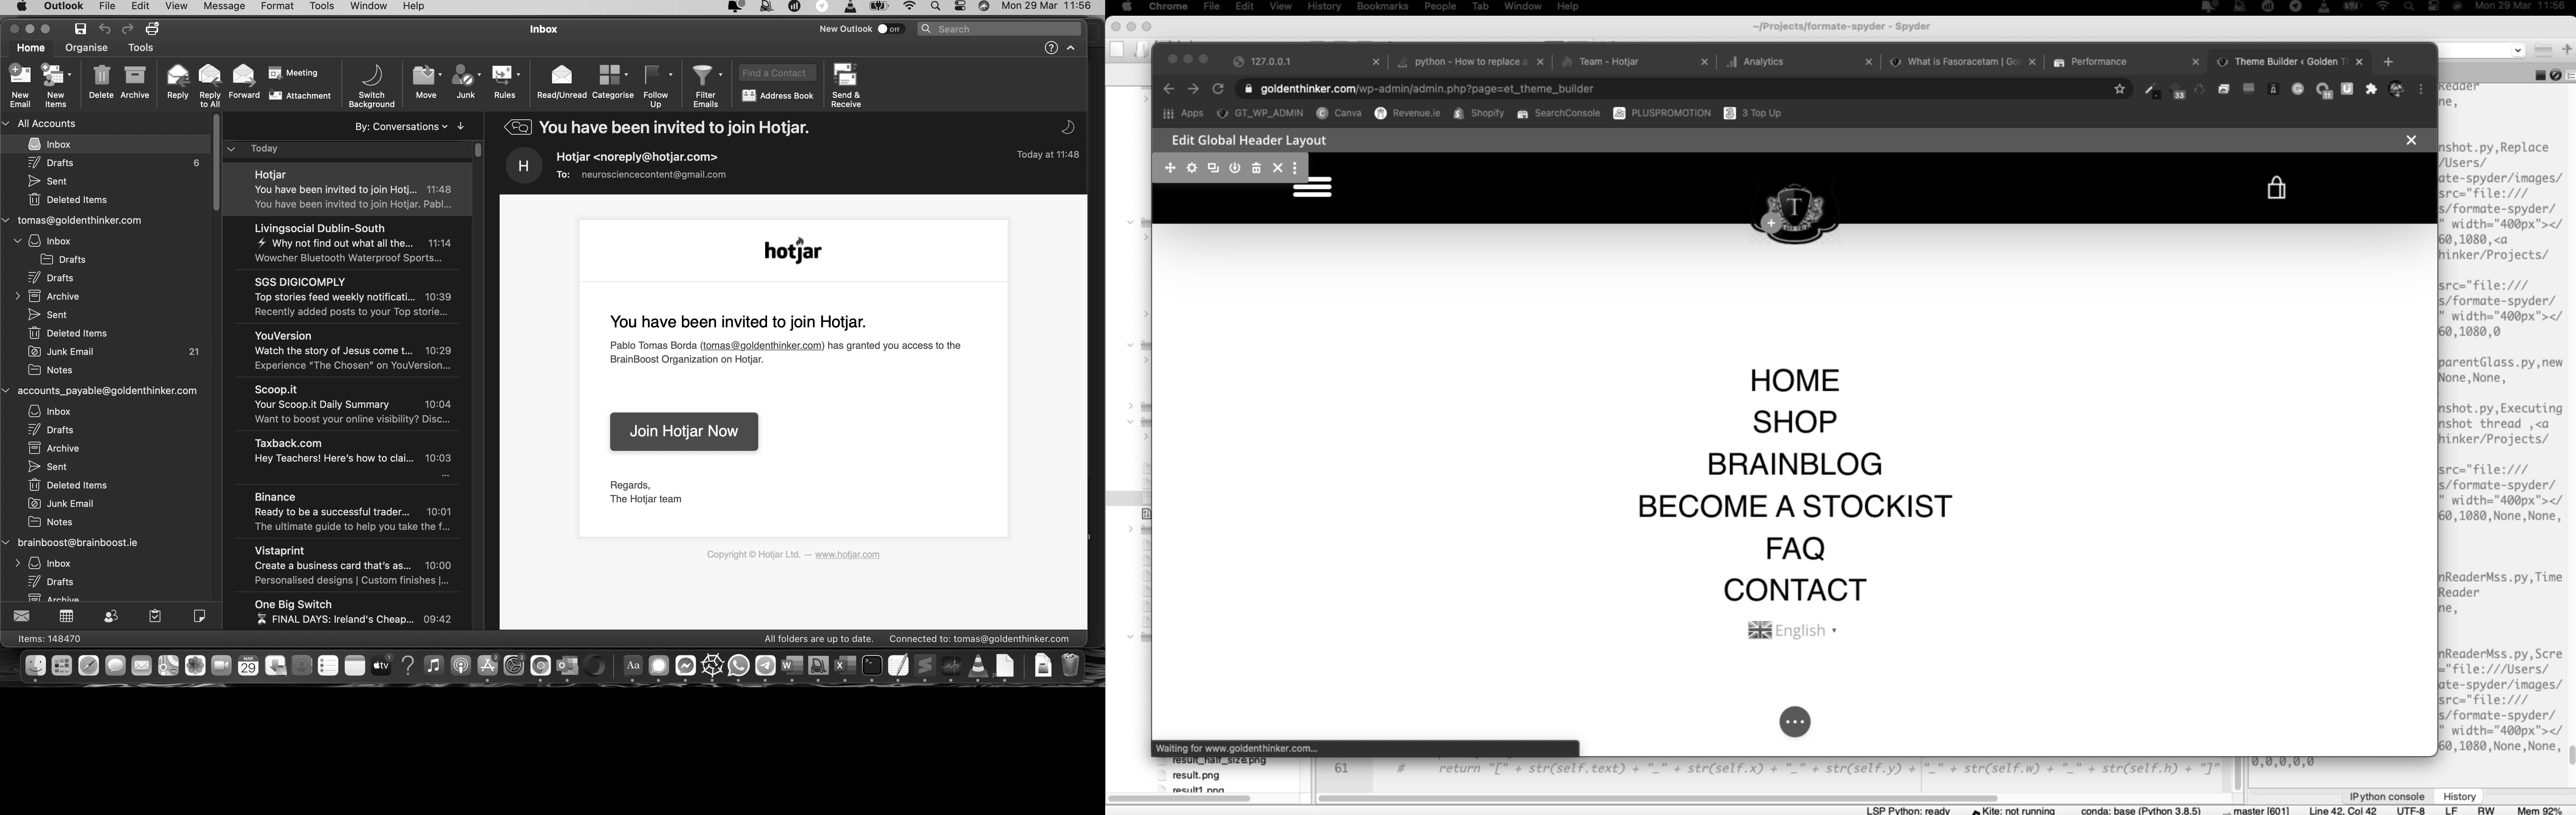 Outlook File Edit View Message Format Tools Window Help Mon 29 Mar 11:56
Inbox New Outlook Off Search
Home Organise Tools
New Email New Items Delete Archive Reply Reply to All Forward Meeting Attachment Switch Background Move Junk Rules Read/Unread Categorise Follow Up Filter Emails Find a Contact Address Book Send & Receive
All Accounts
Inbox
Drafts 6
Sent
Deleted Items
tomas@goldenthinker.com
Inbox
Drafts
Drafts
Archive
Sent
Deleted Items
Junk Email 21
Notes
accounts_payable@goldenthinker.com
Inbox
Drafts
Archive
Sent
Deleted Items
Junk Email
Notes
brainboost@brainboost.ie
Inbox
Drafts
Archive
Items: 148470
By: Conversations
Today
Hotjar
You have been invited to join Hotj... 11:48
You have been invited to join Hotjar. Pabl...
Livingsocial Dublin-South
Why not find out what all the... 11:14
Wowcher Bluetooth Waterproof Sports...
SGS DIGICOMPLY
Top stories feed weekly notificati... 10:39
Recently added posts to your Top storie...
YouVersion
Watch the story of Jesus come t... 10:29
Experience “The Chosen” on YouVersion...
Scoop.it
Your Scoop.it Daily Summary 10:04
Want to boost your online visibility? Disc...
Taxback.com
Hey Teachers! Here's how to clai... 10:03
...
Binance
Ready to be a successful trader... 10:01
The ultimate guide to help you take the f...
Vistaprint
Create a business card that's as... 10:00
Personalised designs | Custom finishes |...
One Big Switch
FINAL DAYS: Ireland's Cheap... 09:42
You have been invited to join Hotjar.
H
Hotjar <noreply@hotjar.com>
To: neurosciencecontent@gmail.com
Today at 11:48
hotjar
You have been invited to join Hotjar.
Pablo Tomas Borda (tomas@goldenthinker.com) has granted you access to the
BrainBoost Organization on Hotjar.
Join Hotjar Now
Regards,
The Hotjar team
Copyright © Hotjar Ltd. — www.hotjar.com
All folders are up to date. Connected to: tomas@goldenthinker.com
Chrome File Edit View History Bookmarks People Tab Window Help Mon 29 Mar 11:56
~/Projects/formate-spyder - Spyder
127.0.0.1
python - How to replace a
Team - Hotjar
Analytics
What is Fasoracetam | Go
Performance
Theme Builder ‹ Golden T
goldenthinker.com/wp-admin/admin.php?page=et_theme_builder
Apps GT_WP_ADMIN Canva Revenue.ie Shopify SearchConsole PLUSPROMOTION 3 Top Up
Edit Global Header Layout
T
HOME
SHOP
BRAINBLOG
BECOME A STOCKIST
FAQ
CONTACT
English
Waiting for www.goldenthinker.com...
Reader
ne,
nshot.py,Replace
/Users/
ate-spyder/images/
src="file:///
s/formate-spyder/
" width="400px"></
60,1080,<a
hinker/Projects/
src="file:///
s/formate-spyder/
" width="400px"></
60,1080,0
parentGlass.py,new
None,None,
nshot.py,Executing
nshot thread ,<a
hinker/Projects/
src="file:///
s/formate-spyder/
" width="400px"></
60,1080,None,None,
nReaderMss.py,Time
Reader
ne,
nReaderMss.py,Scre
="file:///Users/
ate-spyder/images/
src="file:///
s/formate-spyder/
" width="400px"></
60,1080,None,None,
0,0,0,0,0
result_half_size.png
result.png
result1.png
61 # return "[" + str(self.text) + "_" + str(self.x) + "_" + str(self.y) + "_" + str(self.w) + "_" + str(self.h) + "]"
IPython console History
LSP Python: ready Kite: not running conda: base (Python 3.8.5) master [601] Line 42, Col 42 UTF-8 LF RW Mem 92%